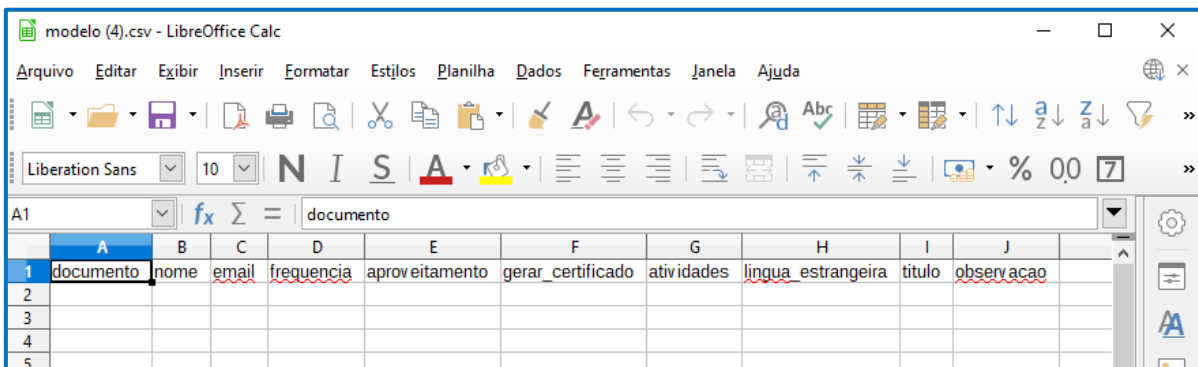 modelo (4).csv - LibreOffice Calc
Arquivo Editar Exibir Inserir Formatar Estilos Planilha Dados Ferramentas Janela Ajuda
Abc a z Z a
Liberation Sans 10 N I S A % 0,0 7
A1 fx Σ = documento
A B C D E F G H I J
1 documento nome email frequencia aproveitamento gerar_certificado atividades lingua_estrangeira titulo observacao
2
3
4
5